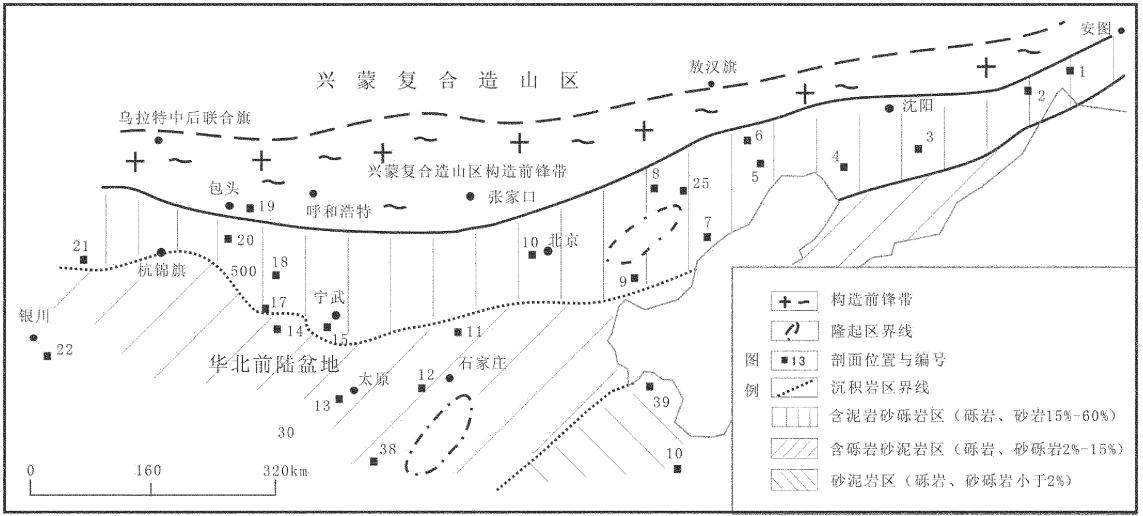 安图
敖汉旗
1
兴蒙复合造山区
2
沈阳
乌拉特中后联合旗
6
3
兴蒙复合造山区构造前锋带
4
5
包头
8
25
19
呼和浩特
张家口
20
7
21
10
北京
杭锦旗
500
18
9
17
宁武
银川
14
15
11
22
华北前陆盆地
石家庄
太原
12
13
39
30
38
10
0
160
320km
图例
构造前锋带
隆起区界线
13
剖面位置与编号
沉积岩区界线
含泥岩砂砾岩区（砾岩、砂岩15%-60%）
含砾岩砂泥岩区（砾岩、砂砾岩2%-15%）
砂泥岩区（砾岩、砂砾岩小于2%）